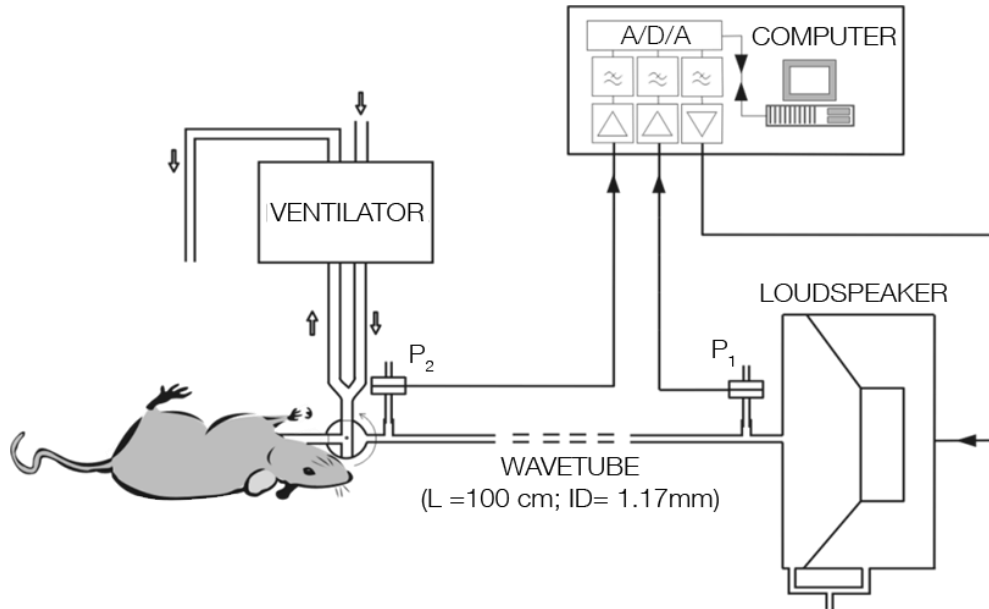 A/D/A
COMPUTER
VENTILATOR
LOUDSPEAKER
P2
P1
WAVETUBE
(L =100 cm; ID= 1.17mm)